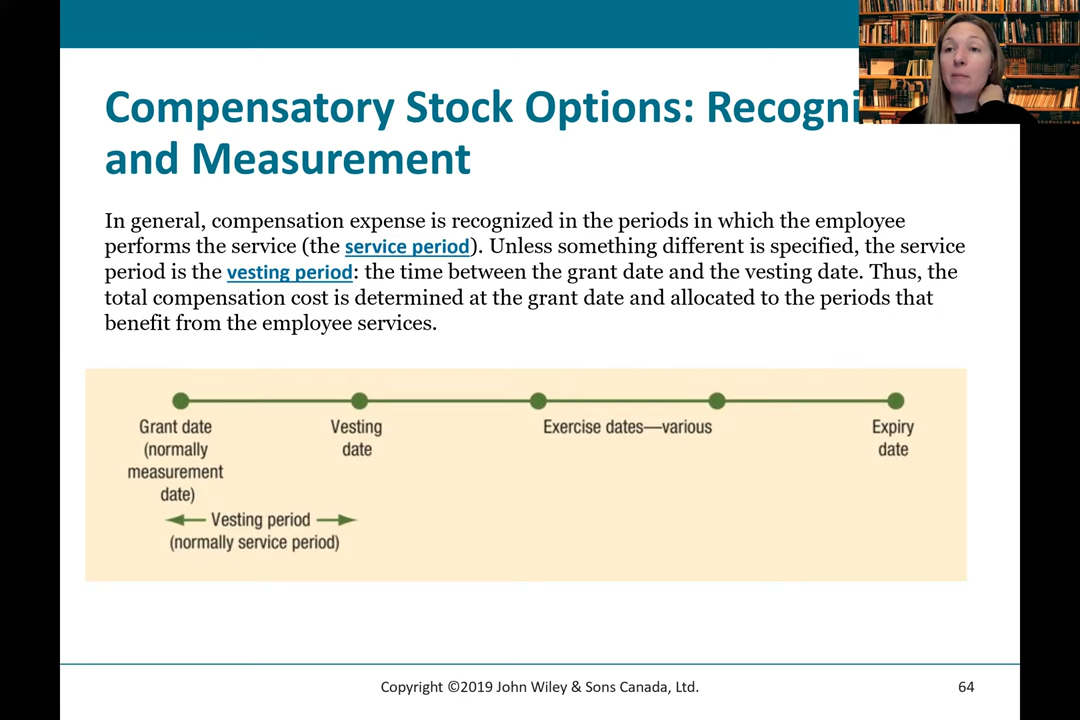 Compensatory Stock Options: Recogni
and Measurement
In general, compensation expense is recognized in the periods in which the employee
performs the service (the service period). Unless something different is specified, the service
period is the vesting period: the time between the grant date and the vesting date. Thus, the
total compensation cost is determined at the grant date and allocated to the periods that
benefit from the employee services.
Grant date
(normally
measurement
date)
Vesting
date
Exercise dates—various
Expiry
date
Vesting period
(normally service period)
Copyright ©2019 John Wiley & Sons Canada, Ltd.
64